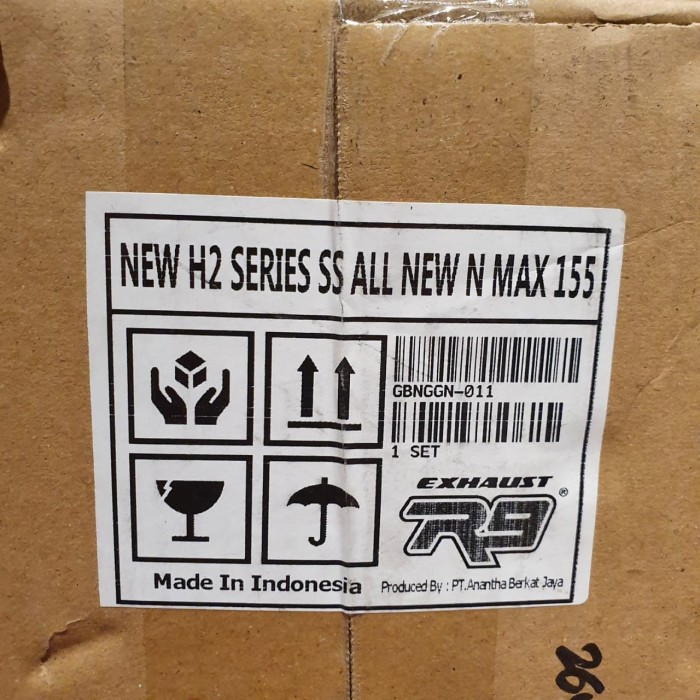 NEW H2 SERIES SS ALL NEW N MAX 155
GBNGGN-011
1 SET
EXHAUST
R9®
Made In Indonesia
Produced By : PT.Anantha Berkat Jaya